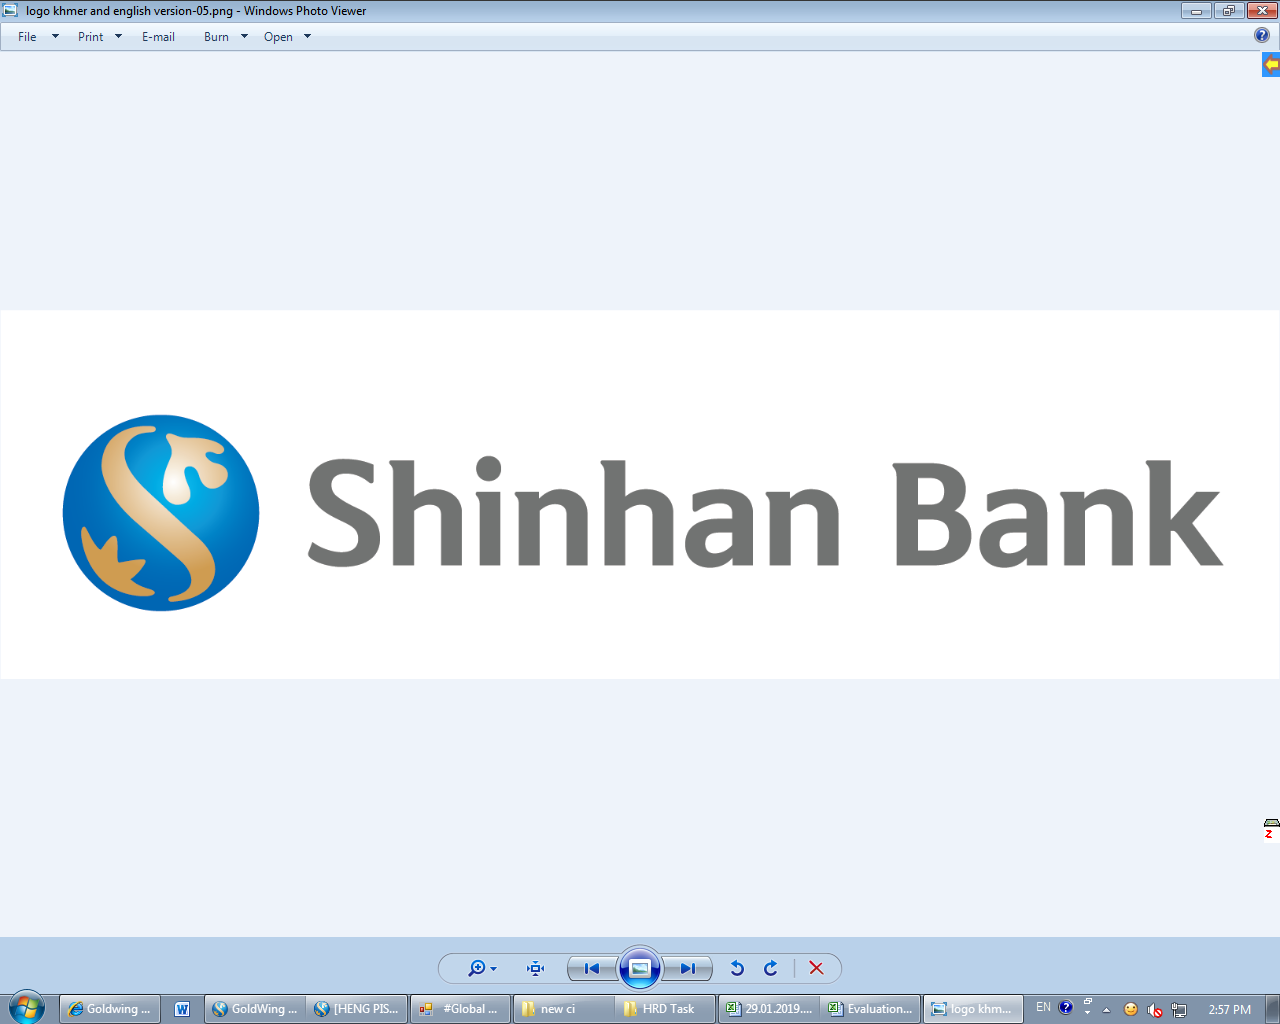 logo khmer and english version-05.png - Windows Photo Viewer
File Print E-mail Burn Open
Shinhan Bank
Z
Goldwing ... GoldWing ... [HENG PIS... #Global ... new ci HRD Task 29.01.2019.... Evaluation... logo khm... EN 2:57 PM